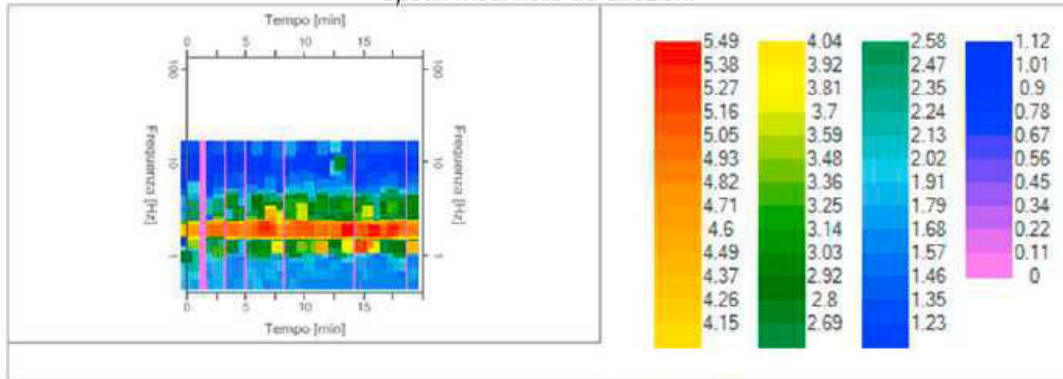 Tempo [min]
0 5 10 15
100 100
10 10
1 1
Frequenza [Hz]
Frequenza [Hz]
0 5 10 15
Tempo [min]
5.49 4.04 2.58 1.12
5.38 3.92 2.47 1.01
5.27 3.81 2.35 0.9
5.16 3.7 2.24 0.78
5.05 3.59 2.13 0.67
4.93 3.48 2.02 0.56
4.82 3.36 1.91 0.45
4.71 3.25 1.79 0.34
4.6 3.14 1.68 0.22
4.49 3.03 1.57 0.11
4.37 2.92 1.46 0
4.26 2.8 1.35
4.15 2.69 1.23